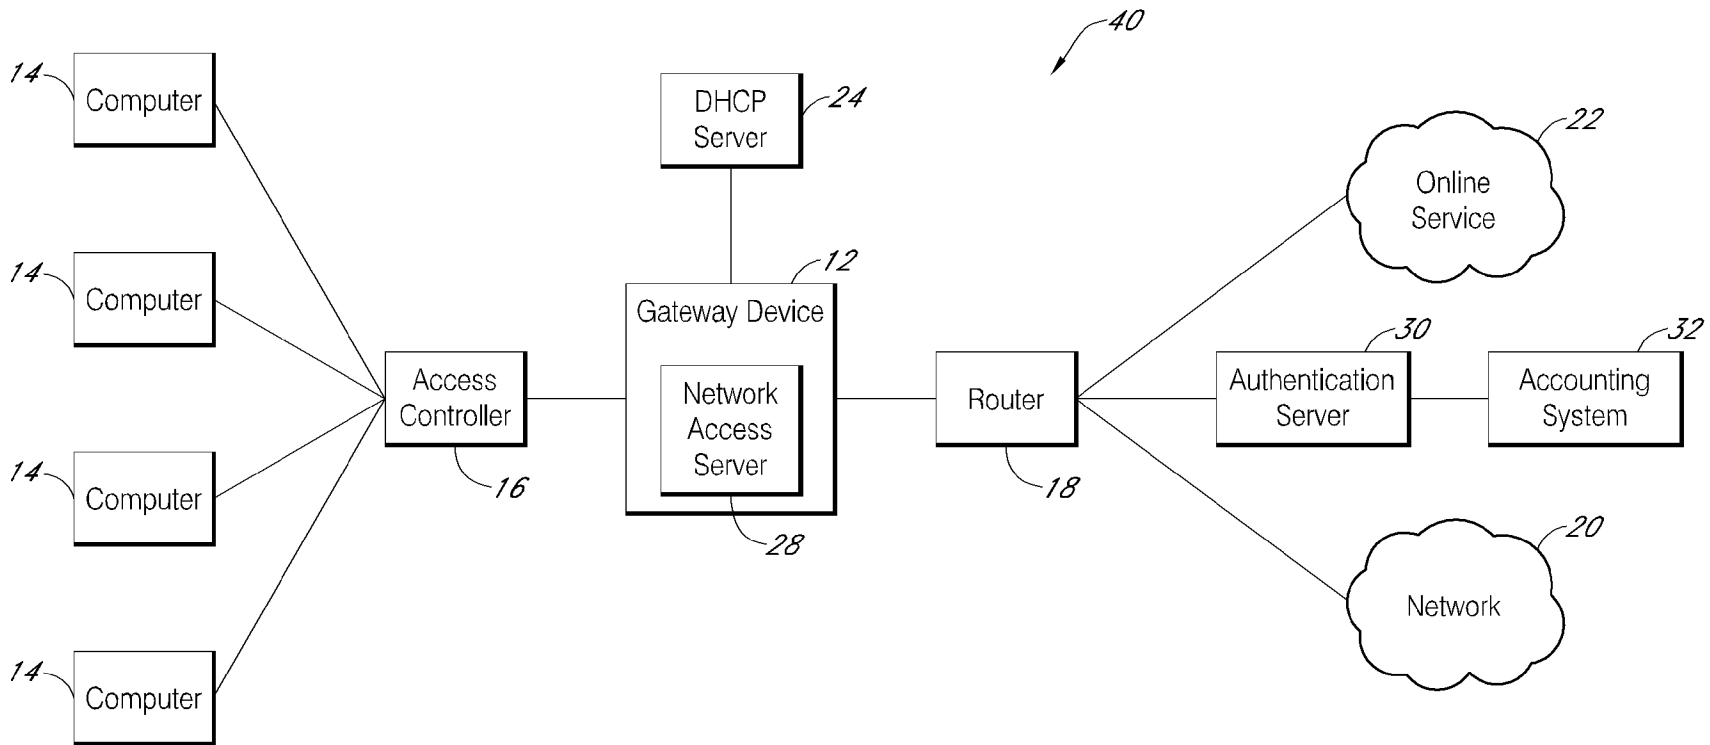 40
14
Computer
DHCP
Server
24
22
Online
Service
14
Computer
12
Gateway Device
Access
Controller
16
Network
Access
Server
28
Router
18
30
Authentication
Server
32
Accounting
System
14
Computer
20
Network
14
Computer